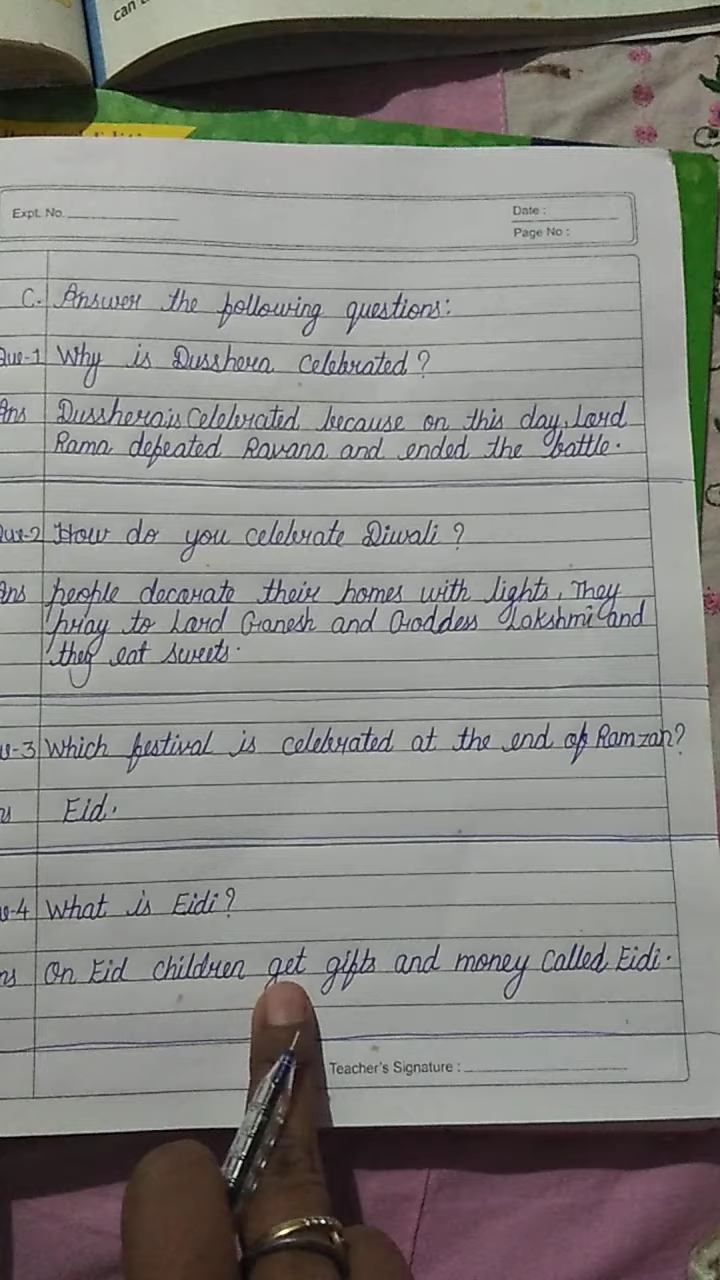 can
Expt. No.
Date :
Page No :
C. Answer the following questions:
Que-1 Why is Dusshera celebrated?
Ans Dussherais celebrated because on this day, Lord
Rama defeated Ravana and ended the battle.
Que-2 How do you celebrate Diwali?
Ans people decorate their homes with lights, They
pray to Lord Ganesh and Goddess Lakshmi and
they eat sweets.
-3 Which festival is celebrated at the end of Ramzan?
Eid.
-4 What is Eidi?
ns On Eid children get gifts and money called Eidi.
Teacher's Signature :